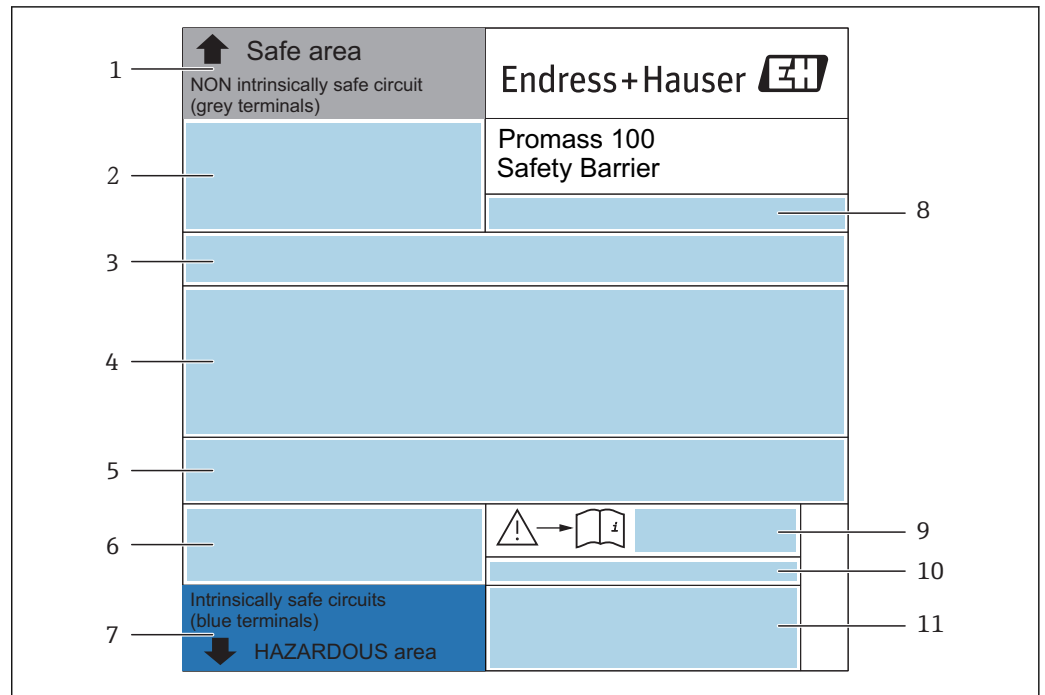 Safe area
NON intrinsically safe circuit
(grey terminals)
Endress+Hauser EH
Promass 100
Safety Barrier
1
2
3
4
5
6
7
8
i
9
10
11
Intrinsically safe circuits
(blue terminals)
HAZARDOUS area